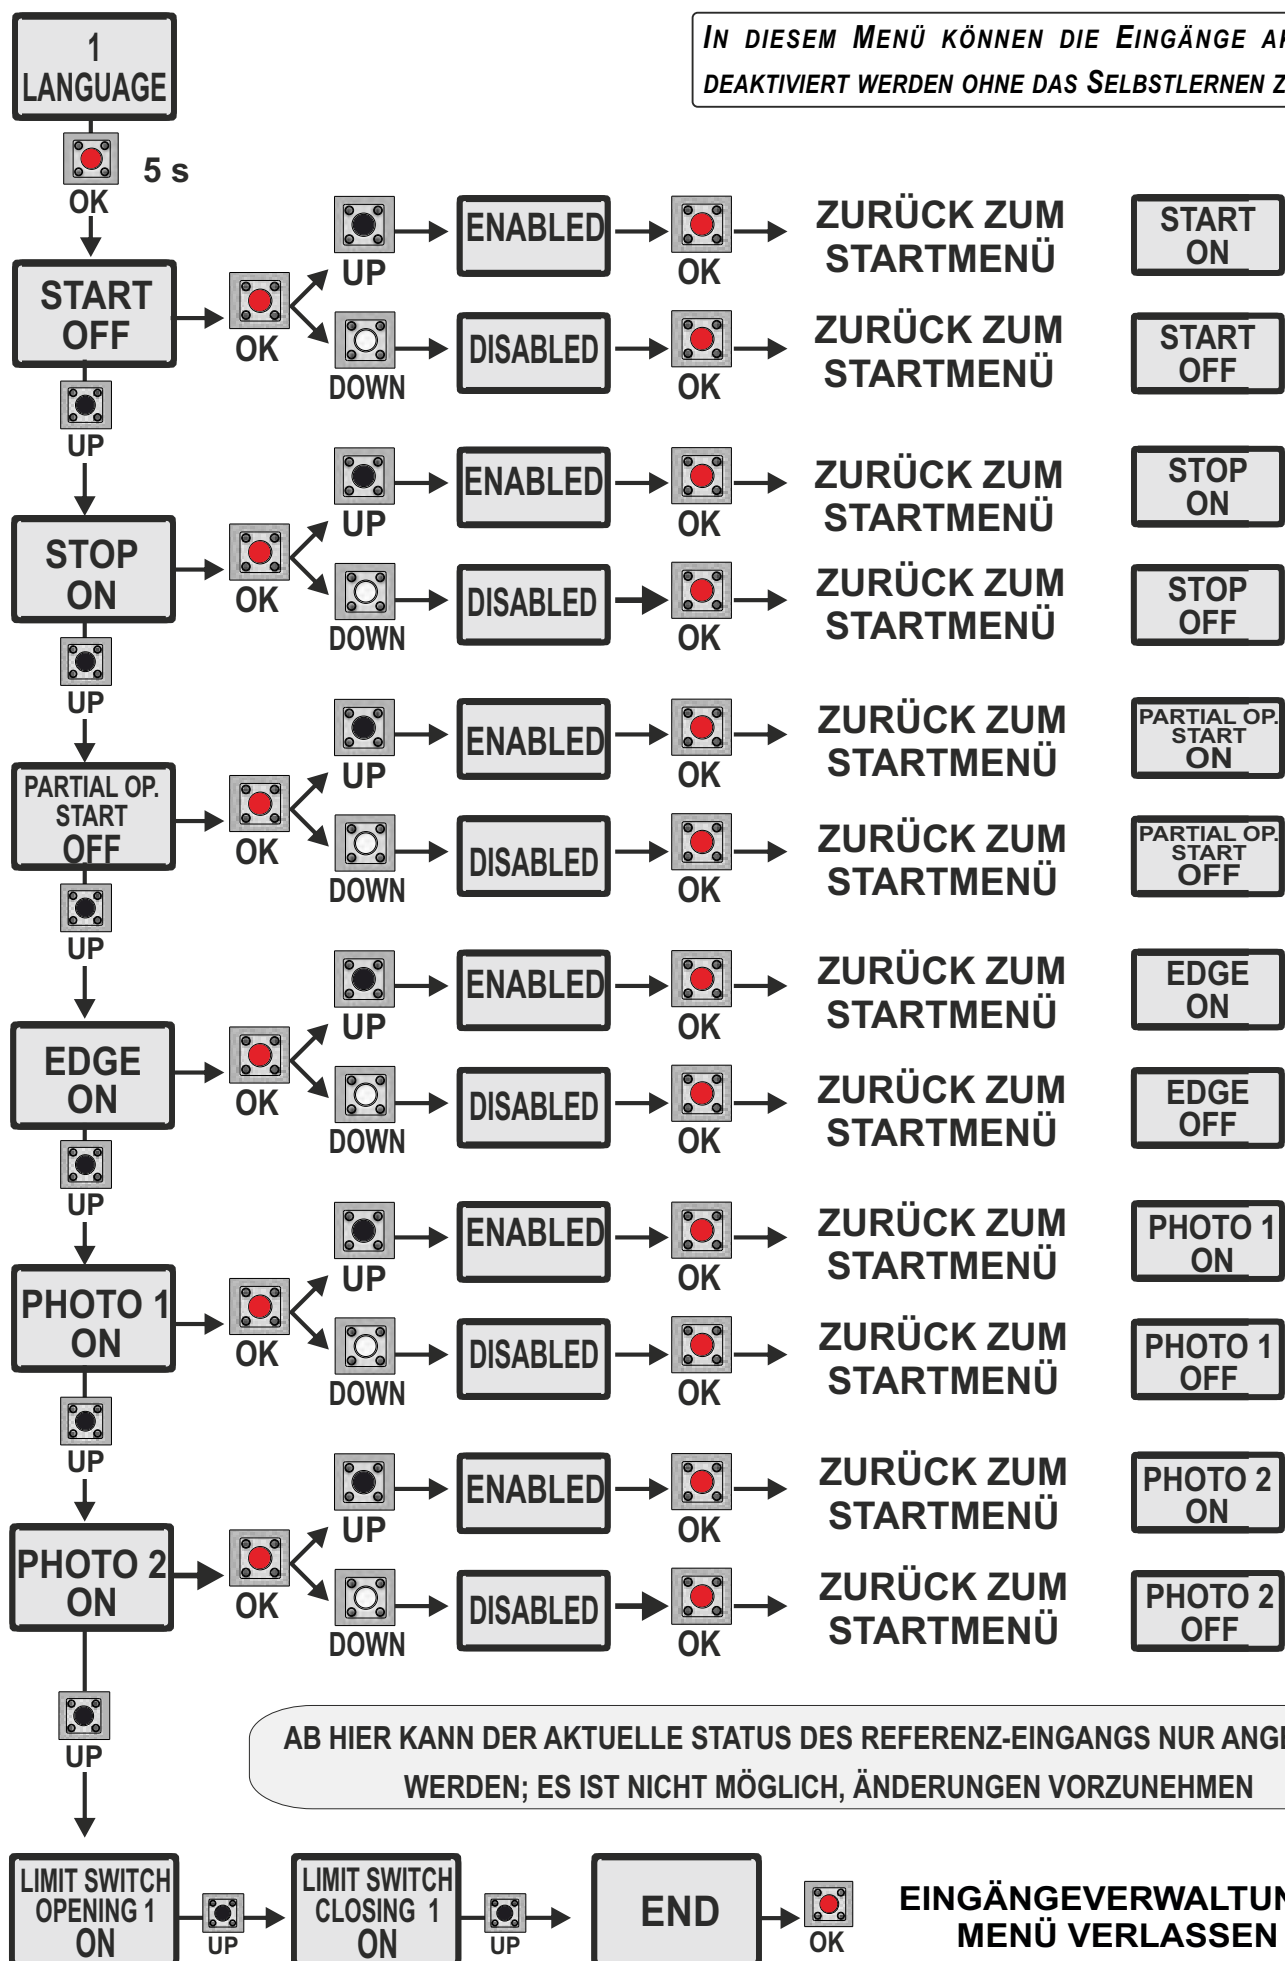 1
LANGUAGE
IN DIESEM MENÜ KÖNNEN DIE EINGÄNGE
DEAKTIVIERT WERDEN OHNE DAS SELBSTLERNEN
5 s
OK
START
OFF
OK
UP
ENABLED
OK
ZURÜCK ZUM
STARTMENÜ
START
ON
DOWN
DISABLED
OK
ZURÜCK ZUM
STARTMENÜ
START
OFF
UP
STOP
ON
OK
UP
ENABLED
OK
ZURÜCK ZUM
STARTMENÜ
STOP
ON
DOWN
DISABLED
OK
ZURÜCK ZUM
STARTMENÜ
STOP
OFF
UP
PARTIAL OP.
START
OFF
OK
UP
ENABLED
OK
ZURÜCK ZUM
STARTMENÜ
PARTIAL OP.
START
ON
DOWN
DISABLED
OK
ZURÜCK ZUM
STARTMENÜ
PARTIAL OP.
START
OFF
UP
EDGE
ON
OK
UP
ENABLED
OK
ZURÜCK ZUM
STARTMENÜ
EDGE
ON
DOWN
DISABLED
OK
ZURÜCK ZUM
STARTMENÜ
EDGE
OFF
UP
PHOTO 1
ON
OK
UP
ENABLED
OK
ZURÜCK ZUM
STARTMENÜ
PHOTO 1
ON
DOWN
DISABLED
OK
ZURÜCK ZUM
STARTMENÜ
PHOTO 1
OFF
UP
PHOTO 2
ON
OK
UP
ENABLED
OK
ZURÜCK ZUM
STARTMENÜ
PHOTO 2
ON
DOWN
DISABLED
OK
ZURÜCK ZUM
STARTMENÜ
PHOTO 2
OFF
UP
AB HIER KANN DER AKTUELLE STATUS DES REFERENZ-EINGANGS NUR
WERDEN; ES IST NICHT MÖGLICH, ÄNDERUNGEN VORZUNEHMEN
LIMIT SWITCH
OPENING 1
ON
UP
LIMIT SWITCH
CLOSING 1
ON
UP
END
OK
MENÜ VERLASSEN